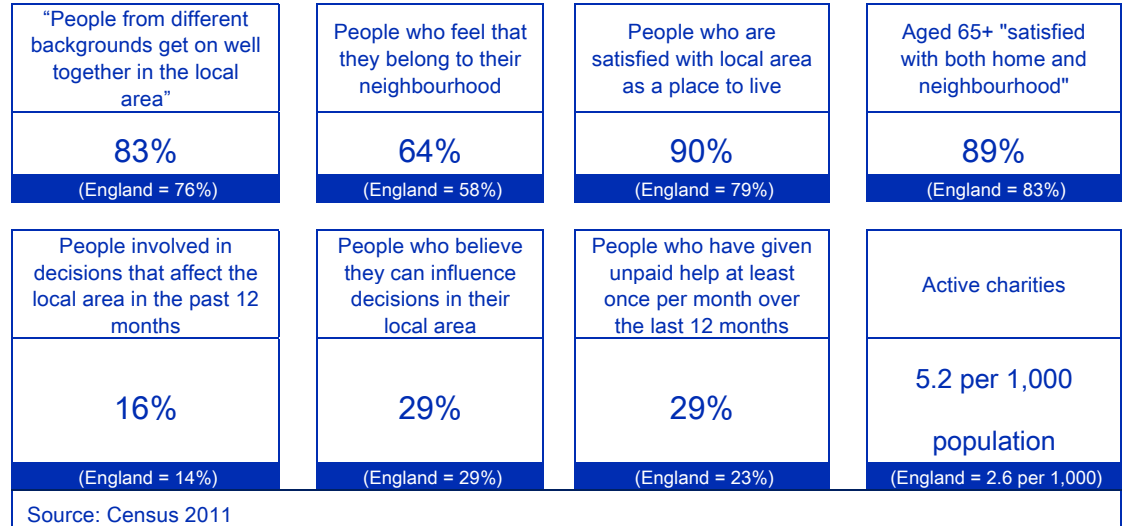 “People from different
backgrounds get on well
together in the local
area”
83%
(England = 76%)
People who feel that
they belong to their
neighbourhood
64%
(England = 58%)
People who are
satisfied with local area
as a place to live
90%
(England = 79%)
Aged 65+ "satisfied
with both home and
neighbourhood"
89%
(England = 83%)
People involved in
decisions that affect the
local area in the past 12
months
16%
(England = 14%)
People who believe
they can influence
decisions in their
local area
29%
(England = 29%)
People who have given
unpaid help at least
once per month over
the last 12 months
29%
(England = 23%)
Active charities
5.2 per 1,000
population
(England = 2.6 per 1,000)
Source: Census 2011